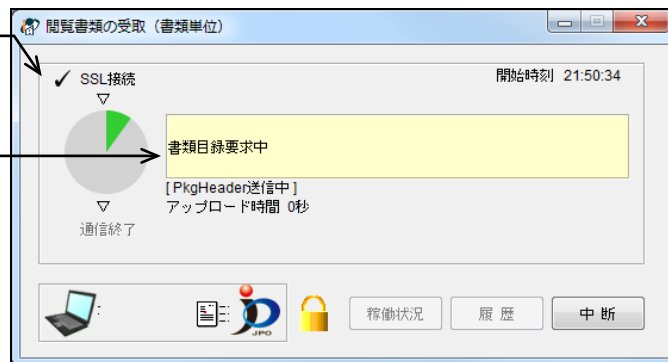 閲覧書類の受取（書類単位）
✓ SSL接続
開始時刻 21:50:34
▽
書類目録要求中
[ PkgHeader送信中 ]
アップロード時間 0秒
▽
通信終了
JPO
稼働状況
履 歴
中 断